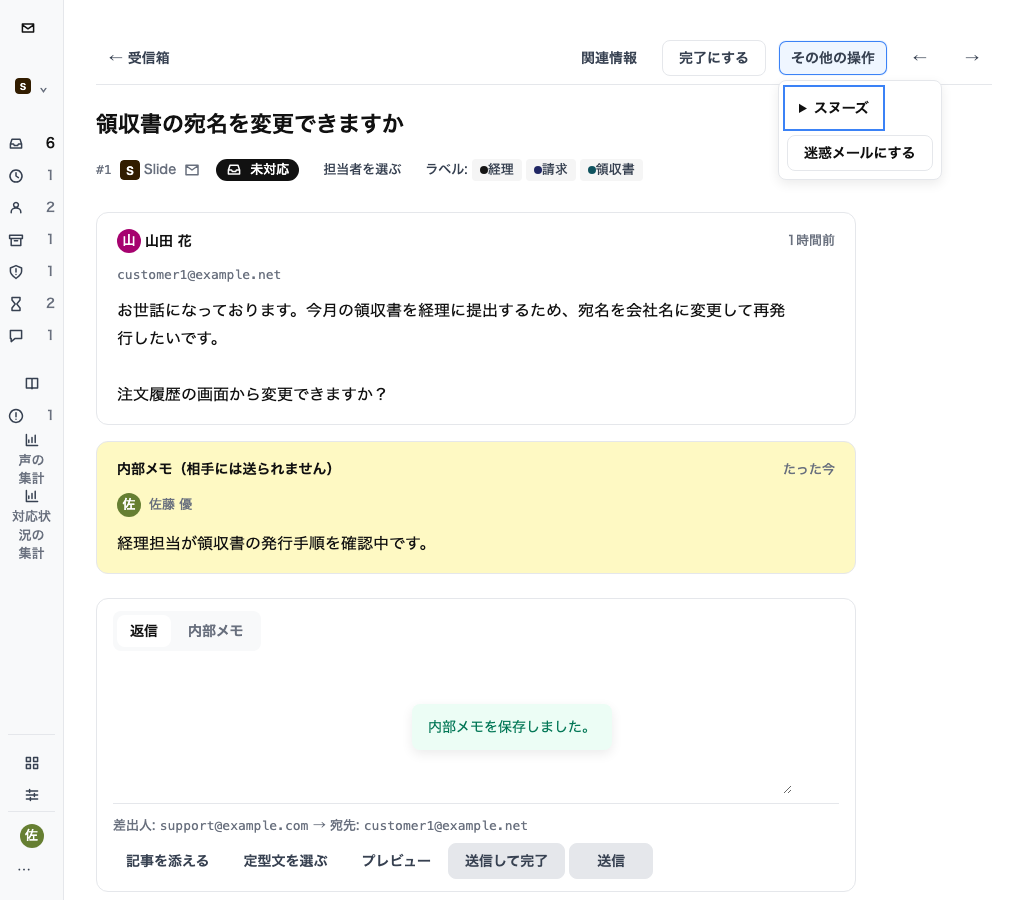 ← 受信箱
関連情報 完了にする その他の操作 ← →
▶ スヌーズ
迷惑メールにする
S
6
1
2
1
1
2
1
1
声の
集計
対応状
況の
集計
佐
…
領収書の宛名を変更できますか
#1 S Slide 未対応 担当者を選ぶ ラベル: 経理 請求 領収書
山 山田 花 1時間前
customer1@example.net
お世話になっております。今月の領収書を経理に提出するため、宛名を会社名に変更して再発
行したいです。
注文履歴の画面から変更できますか？
内部メモ（相手には送られません） たった今
佐 佐藤 優
経理担当が領収書の発行手順を確認中です。
返信 内部メモ
内部メモを保存しました。
差出人: support@example.com → 宛先: customer1@example.net
記事を添える 定型文を選ぶ プレビュー 送信して完了 送信